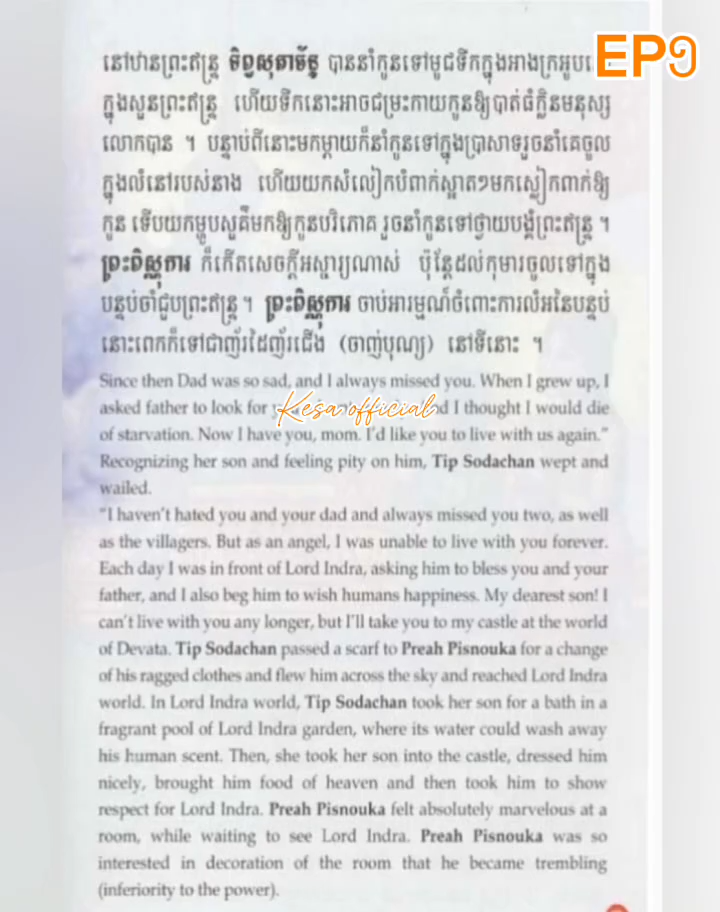 EP១
នៅឋានព្រះឥន្ទ្រ ទិព្វសុតាច័ន្ទ បាននាំកូនទៅមូជទឹកក្នុងអាងក្រអូប
ក្នុងសួនព្រះឥន្ទ្រ ហើយទឹកនោះអាចជម្រះកាយកូនឱ្យបាត់ធំក្លិនមនុស្ស
លោកបាន ។ បន្ទាប់ពីនោះមកម្តាយក៏នាំកូនទៅក្នុងប្រាសាទរួចនាំគេចូល
ក្នុងលំនៅរបស់នាង ហើយយកសំលៀកបំពាក់ស្អាតៗមកស្លៀកពាក់ឱ្យ
កូន ទើបយកម្ហូបសួគ៌មកឱ្យកូនបរិភោគ រួចនាំកូនទៅថ្វាយបង្គំព្រះឥន្ទ្រ ។
ព្រះពិស្ណុការ ក៏កើតសេចក្តីអស្ចារ្យណាស់ ប៉ុន្តែដល់កុមារចូលទៅក្នុង
បន្ទប់ចាំជួបព្រះឥន្ទ្រ ។ ព្រះពិស្ណុការ ចាប់អារម្មណ៍ចំពោះការលំអនៃបន្ទប់
នោះពេកក៏ទៅជាញ័រដៃញ័រជើង (ចាញ់បុណ្យ) នៅទីនោះ ។
Since then Dad was so sad, and I always missed you. When I grew up, I
asked father to look for Kesa official d I thought I would die
of starvation. Now I have you, mom. I'd like you to live with us again."
Recognizing her son and feeling pity on him, Tip Sodachan wept and
wailed.
"I haven't hated you and your dad and always missed you two, as well
as the villagers. But as an angel, I was unable to live with you forever.
Each day I was in front of Lord Indra, asking him to bless you and your
father, and I also beg him to wish humans happiness. My dearest son! I
can't live with you any longer, but I'll take you to my castle at the world
of Devata. Tip Sodachan passed a scarf to Preah Pisnouka for a change
of his ragged clothes and flew him across the sky and reached Lord Indra
world. In Lord Indra world, Tip Sodachan took her son for a bath in a
fragrant pool of Lord Indra garden, where its water could wash away
his human scent. Then, she took her son into the castle, dressed him
nicely, brought him food of heaven and then took him to show
respect for Lord Indra. Preah Pisnouka felt absolutely marvelous at a
room, while waiting to see Lord Indra. Preah Pisnouka was so
interested in decoration of the room that he became trembling
(inferiority to the power).